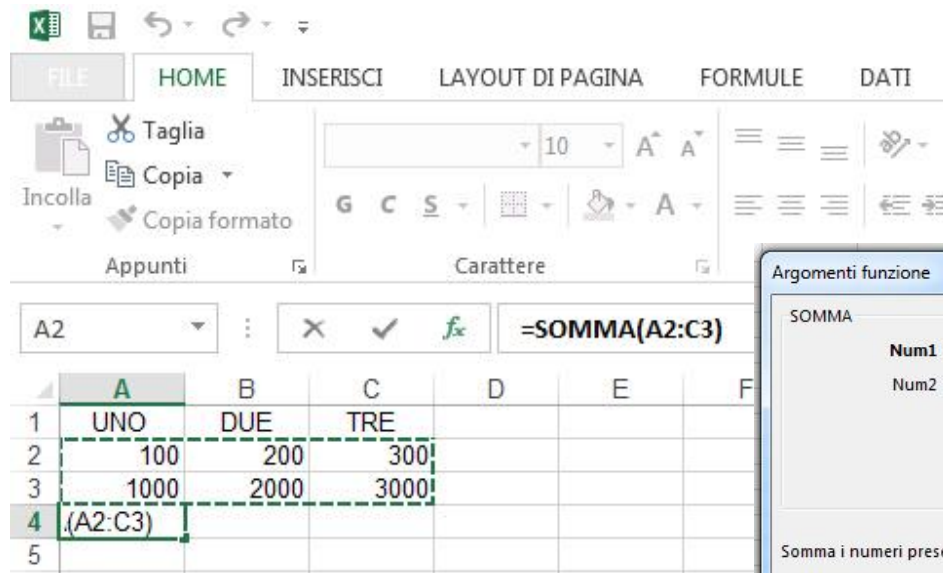 FILE HOME INSERISCI LAYOUT DI PAGINA FORMULE DATI
Incolla
Taglia
Copia
Copia formato
Appunti
10 A A
G C S A
Carattere
A2 fx =SOMMA(A2:C3)
Argomenti funzione
SOMMA
Num1
Num2
Somma i numeri pres
A B C D E F
1 UNO DUE TRE
2 100 200 300
3 1000 2000 3000
4 .(A2:C3)
5